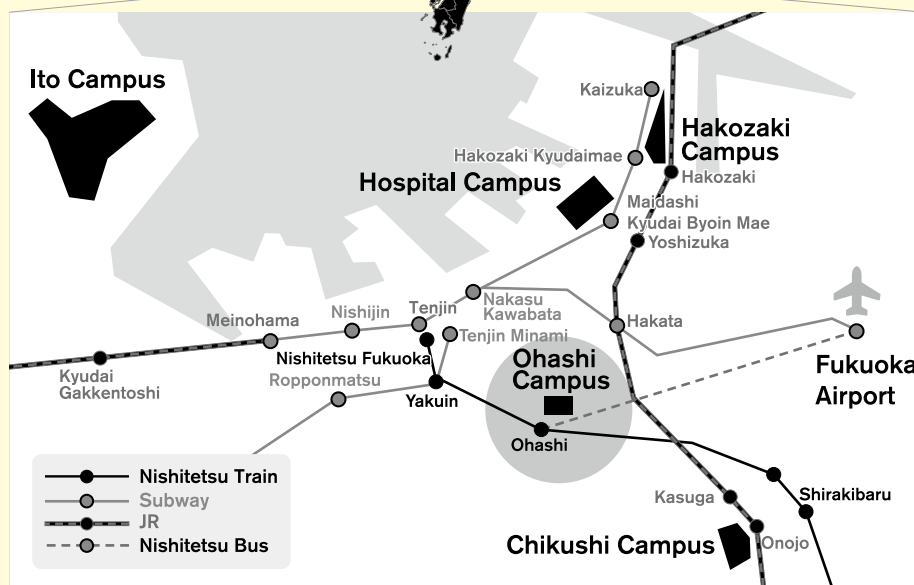 Ito Campus
Kaizuka
Hakozaki
Campus
Hakozaki Kyudaimae
Hakozaki
Hospital Campus
Maidashi
Kyudai Byoin Mae
Yoshizuka
Nakasu
Kawabata
Tenjin
Nishijin
Meinohama
Tenjin Minami
Hakata
Nishitetsu Fukuoka
Kyudai
Gakkentoshi
Ropponmatsu
Yakuin
Ohashi
Campus
Fukuoka
Airport
Ohashi
Nishitetsu Train
Subway
JR
Nishitetsu Bus
Kasuga
Shirakibaru
Chikushi Campus
Onojo